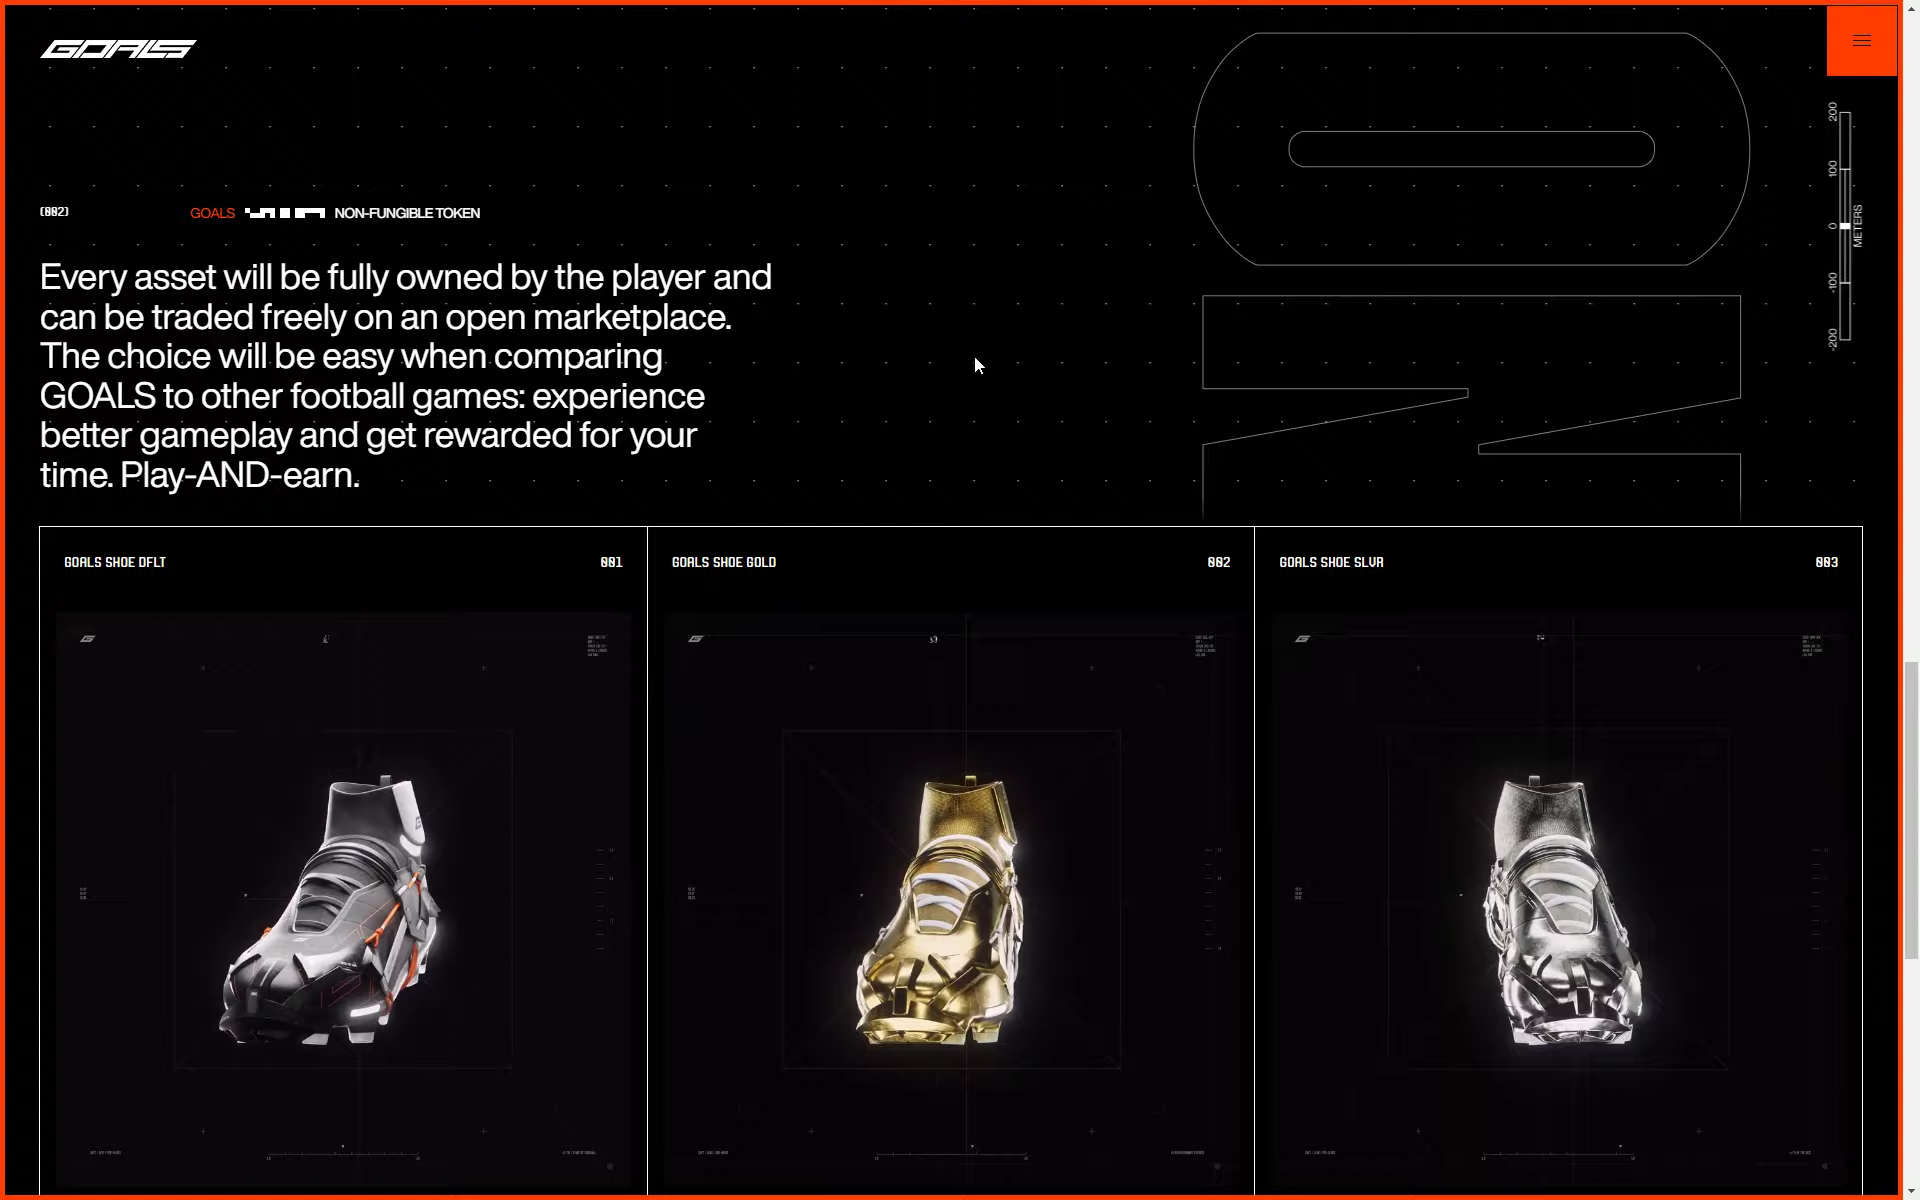 GOALS
(002)
GOALS NON-FUNGIBLE TOKEN
Every asset will be fully owned by the player and
can be traded freely on an open marketplace.
The choice will be easy when comparing
GOALS to other football games: experience
better gameplay and get rewarded for your
time. Play-AND-earn.
200
100
0
-100
-200
METERS
GOALS SHOE DFLT 001
GOALS SHOE GOLD 002
GOALS SHOE SLVR 003